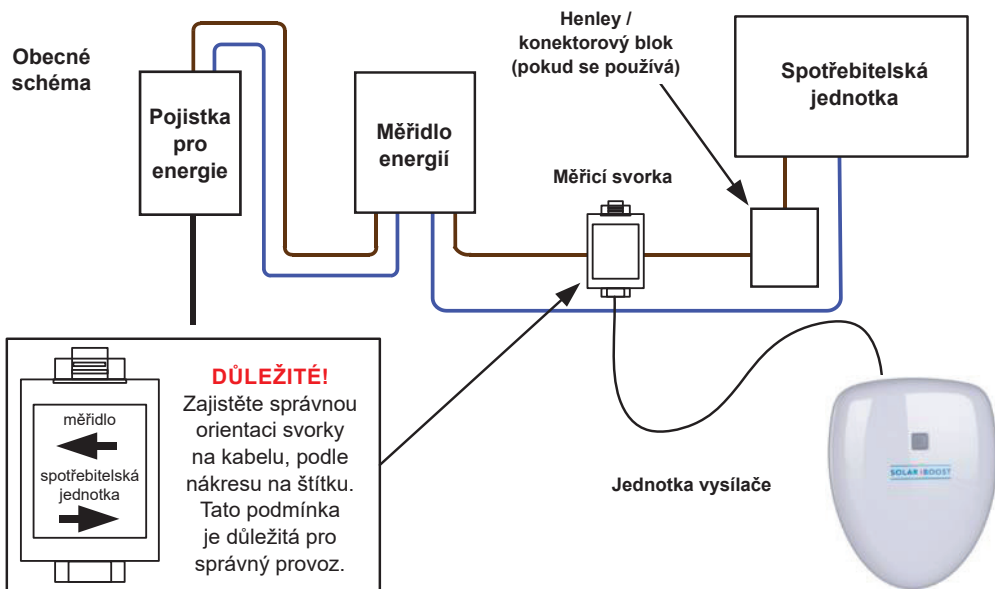 Obecné
schéma
Pojistka
pro
energie
Měřidlo
energií
Henley /
konektorový blok
(pokud se používá)
Spotřebitelská
jednotka
Měřicí svorka
měřidlo
spotřebitelská
jednotka
DŮLEŽITÉ!
Zajistěte správnou
orientaci svorky
na kabelu, podle
nákresu na štítku.
Tato podmínka
je důležitá pro
správný provoz.
Jednotka vysílače
SOLAR iBOOST